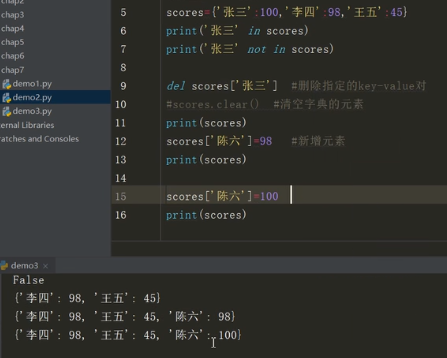 chap3
chap4
chap5
chap6
chap7
demo1.py
demo2.py
demo3.py
ternal Libraries
ratches and Consoles
5 scores={'张三':100,'李四':98,'王五':45}
6 print('张三' in scores)
7 print('张三' not in scores)
8
9 del scores['张三'] #删除指定的key-value对
10 #scores.clear() #清空字典的元素
11 print(scores)
12 scores['陈六']=98 #新增元素
13 print(scores)
14
15 scores['陈六']=100
16 print(scores)
demo3 ×
False
{'李四': 98, '王五': 45}
{'李四': 98, '王五': 45, '陈六': 98}
{'李四': 98, '王五': 45, '陈六': 100}